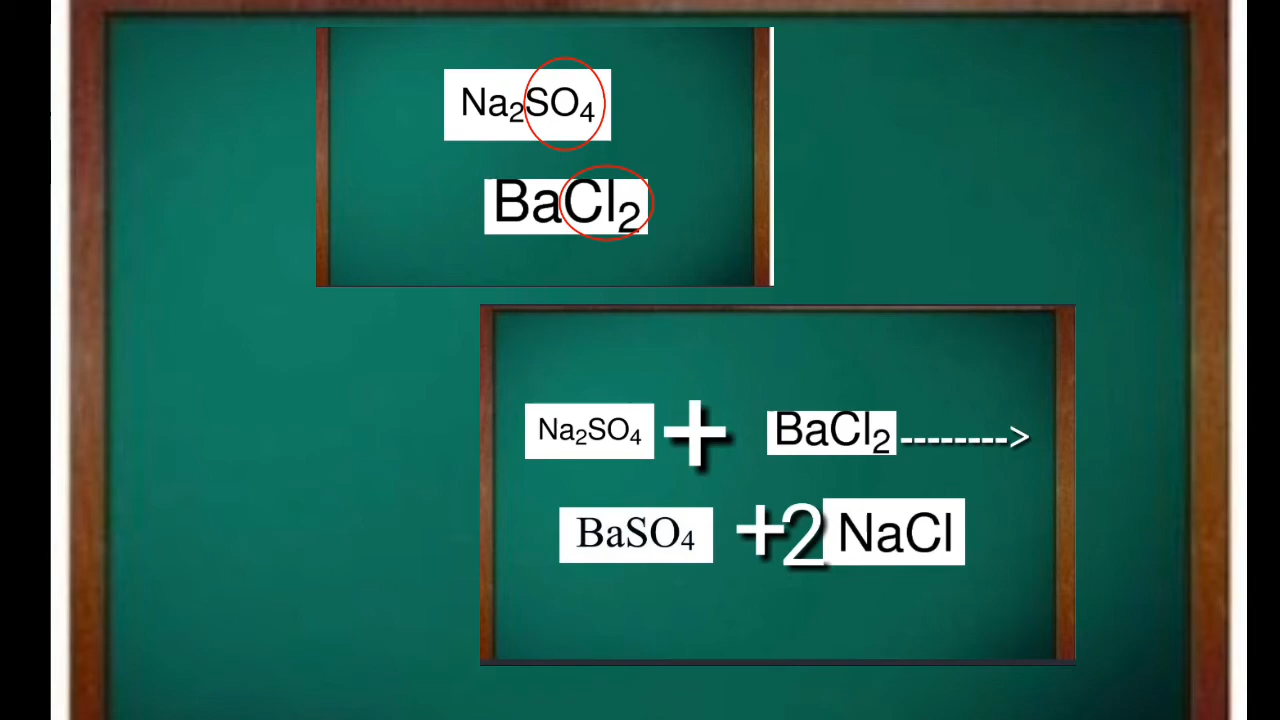 Na₂SO₄
BaCl₂
Na₂SO₄ + BaCl₂ -------->
BaSO₄ +2 NaCl